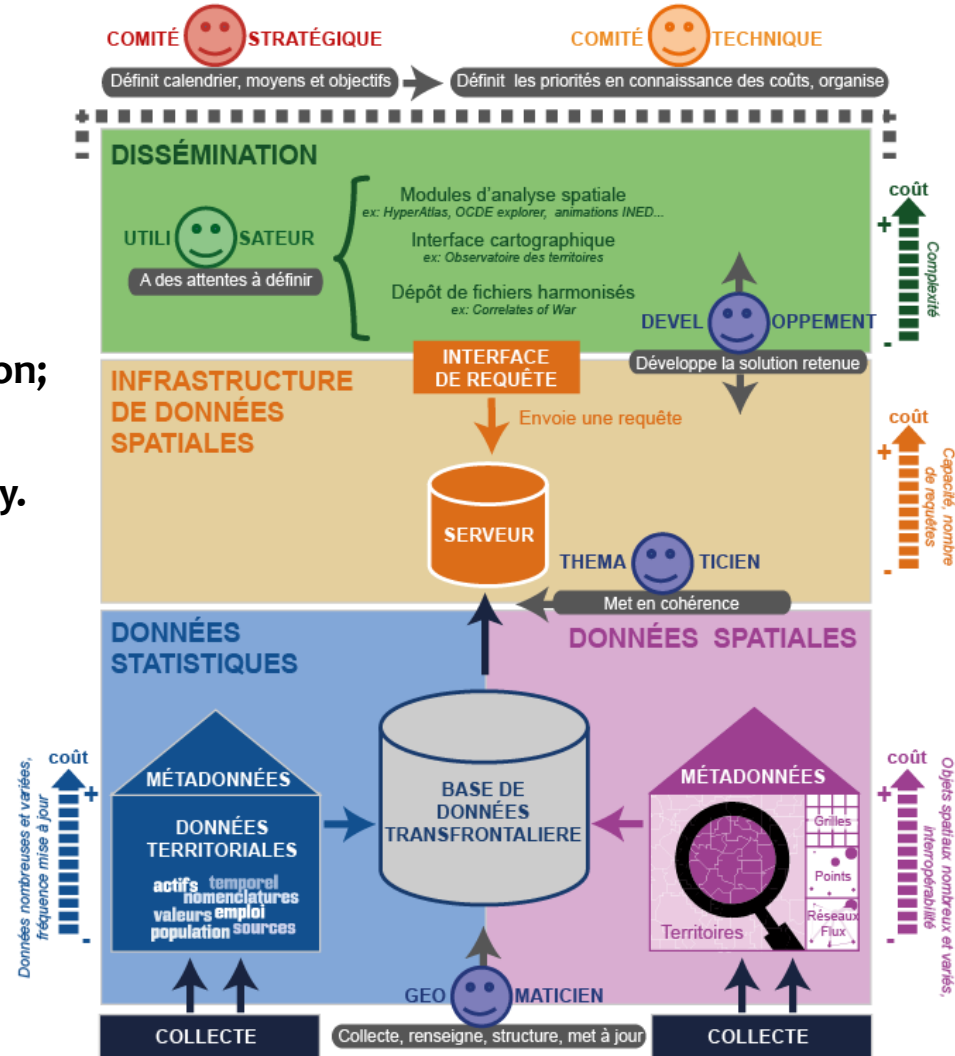 COMITÉ STRATÉGIQUE
Définit calendrier, moyens et objectifs
COMITÉ TECHNIQUE
Définit les priorités en connaissance des coûts, organise
DISSÉMINATION
UTILI SATEUR
A des attentes à définir
Modules d'analyse spatiale
ex: HyperAtlas, OCDE explorer, animations INED...
Interface cartographique
ex: Observatoire des territoires
Dépôt de fichiers harmonisés
ex: Correlates of War
DEVEL OPPEMENT
Développe la solution retenue
coût
+
Complexité
-
on;
y.
INFRASTRUCTURE
DE DONNÉES
SPATIALES
INTERFACE
DE REQUÊTE
Envoie une requête
SERVEUR
THEMA TICIEN
Met en cohérence
coût
+
Capacité, nombre
de requêtes
-
DONNÉES
STATISTIQUES
DONNÉES SPATIALES
coût
+
Données nombreuses et variées,
fréquence mise à jour
-
MÉTADONNÉES
DONNÉES
TERRITORIALES
actifs temporel
nomenclatures
valeurs emploi
population sources
BASE DE
DONNÉES
TRANSFRONTALIERE
MÉTADONNÉES
Grilles
Points
Réseaux
Flux
Territoires
coût
+
Objets spatiaux nombreux et variés,
interropérabilité
-
GEO MATICIEN
COLLECTE
Collecte, renseigne, structure, met à jour
COLLECTE